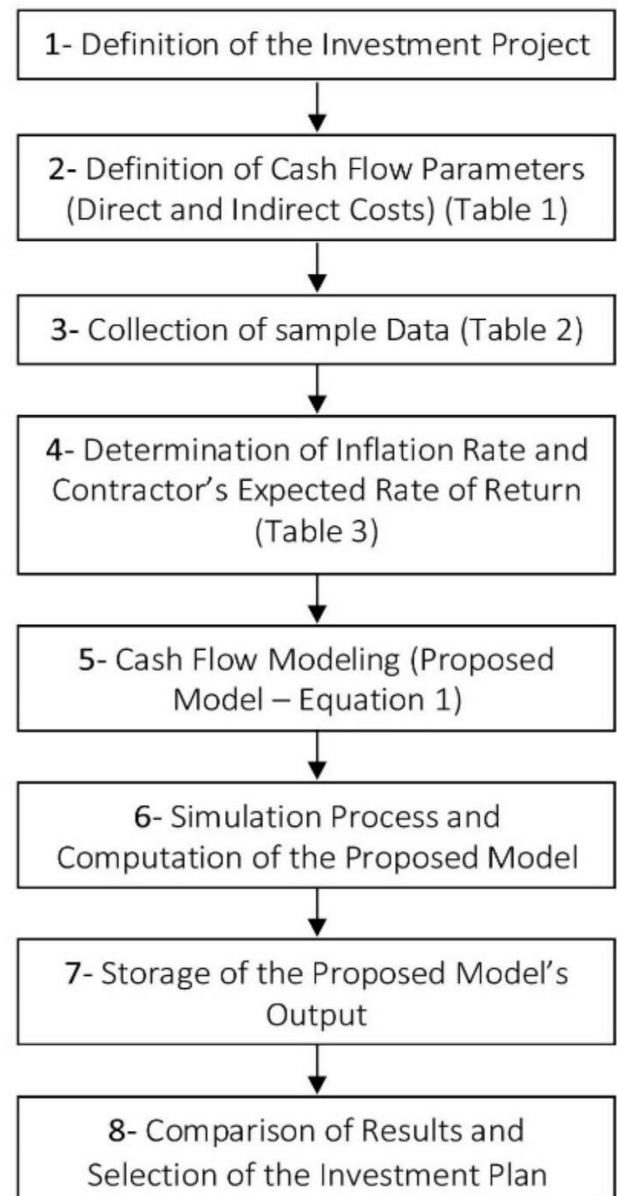 1- Definition of the Investment Project
2- Definition of Cash Flow Parameters
(Direct and Indirect Costs) (Table 1)
3- Collection of sample Data (Table 2)
4- Determination of Inflation Rate and
Contractor’s Expected Rate of Return
(Table 3)
5- Cash Flow Modeling (Proposed
Model – Equation 1)
6- Simulation Process and
Computation of the Proposed Model
7- Storage of the Proposed Model’s
Output
8- Comparison of Results and
Selection of the Investment Plan